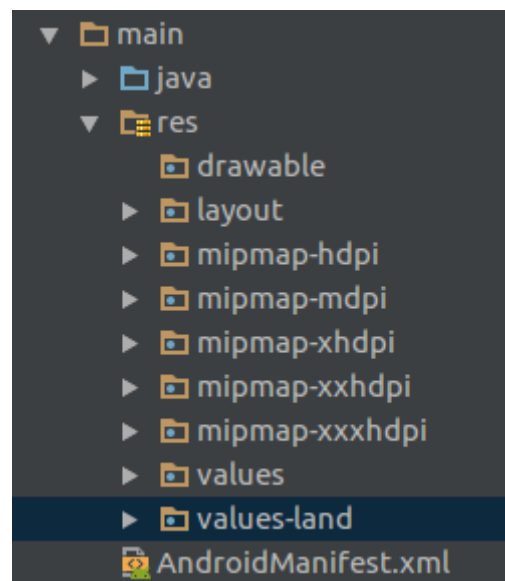 main
java
res
drawable
layout
mipmap-hdpi
mipmap-mdpi
mipmap-xhdpi
mipmap-xxhdpi
mipmap-xxxhdpi
values
values-land
AndroidManifest.xml